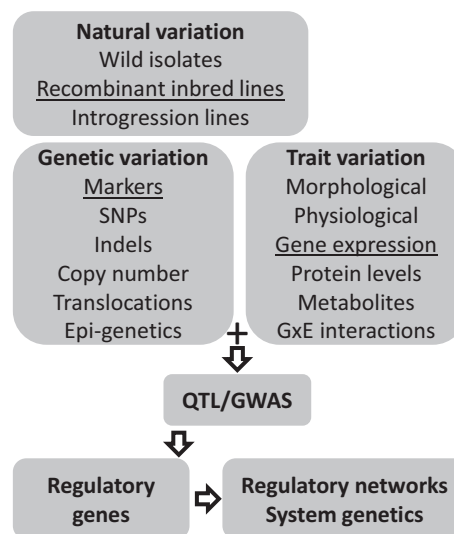 Natural variation
Wild isolates
Recombinant inbred lines
Introgression lines
Genetic variation
Markers
SNPs
Indels
Copy number
Translocations
Epi-genetics
Trait variation
Morphological
Physiological
Gene expression
Protein levels
Metabolites
GxE interactions
+
QTL/GWAS
Regulatory
genes
Regulatory networks
System genetics